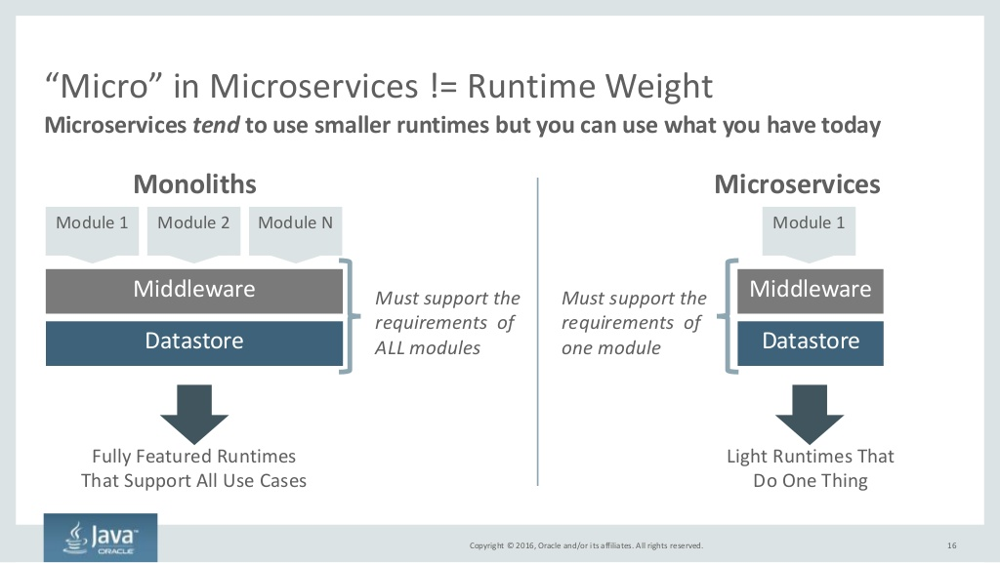 “Micro” in Microservices != Runtime Weight
Microservices tend to use smaller runtimes but you can use what you have today
Monoliths
Module 1
Module 2
Module N
Middleware
Datastore
Must support the
requirements of
ALL modules
Fully Featured Runtimes
That Support All Use Cases
Microservices
Module 1
Must support the
requirements of
one module
Middleware
Datastore
Light Runtimes That
Do One Thing
Java™
ORACLE
Copyright © 2016, Oracle and/or its affiliates. All rights reserved.
16